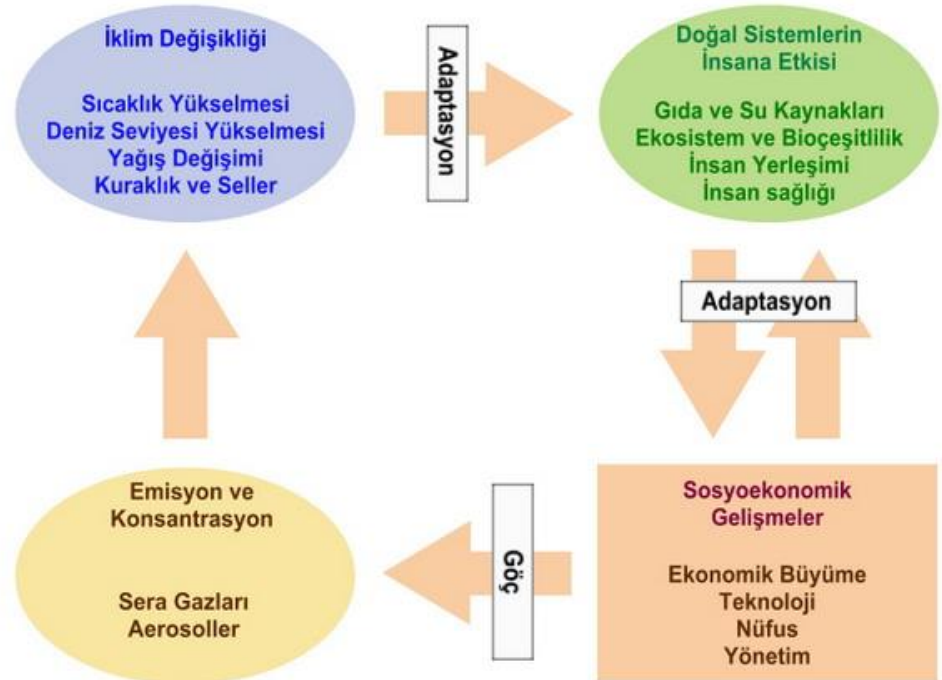 İklim Değişikliği
Sıcaklık Yükselmesi
Deniz Seviyesi Yükselmesi
Yağış Değişimi
Kuraklık ve Seller
Adaptasyon
Doğal Sistemlerin
İnsana Etkisi
Gıda ve Su Kaynakları
Ekosistem ve Bioçeşitlilik
İnsan Yerleşimi
İnsan sağlığı
Adaptasyon
Emisyon ve
Konsantrasyon
Sera Gazları
Aerosoller
Göç
Sosyoekonomik
Gelişmeler
Ekonomik Büyüme
Teknoloji
Nüfus
Yönetim